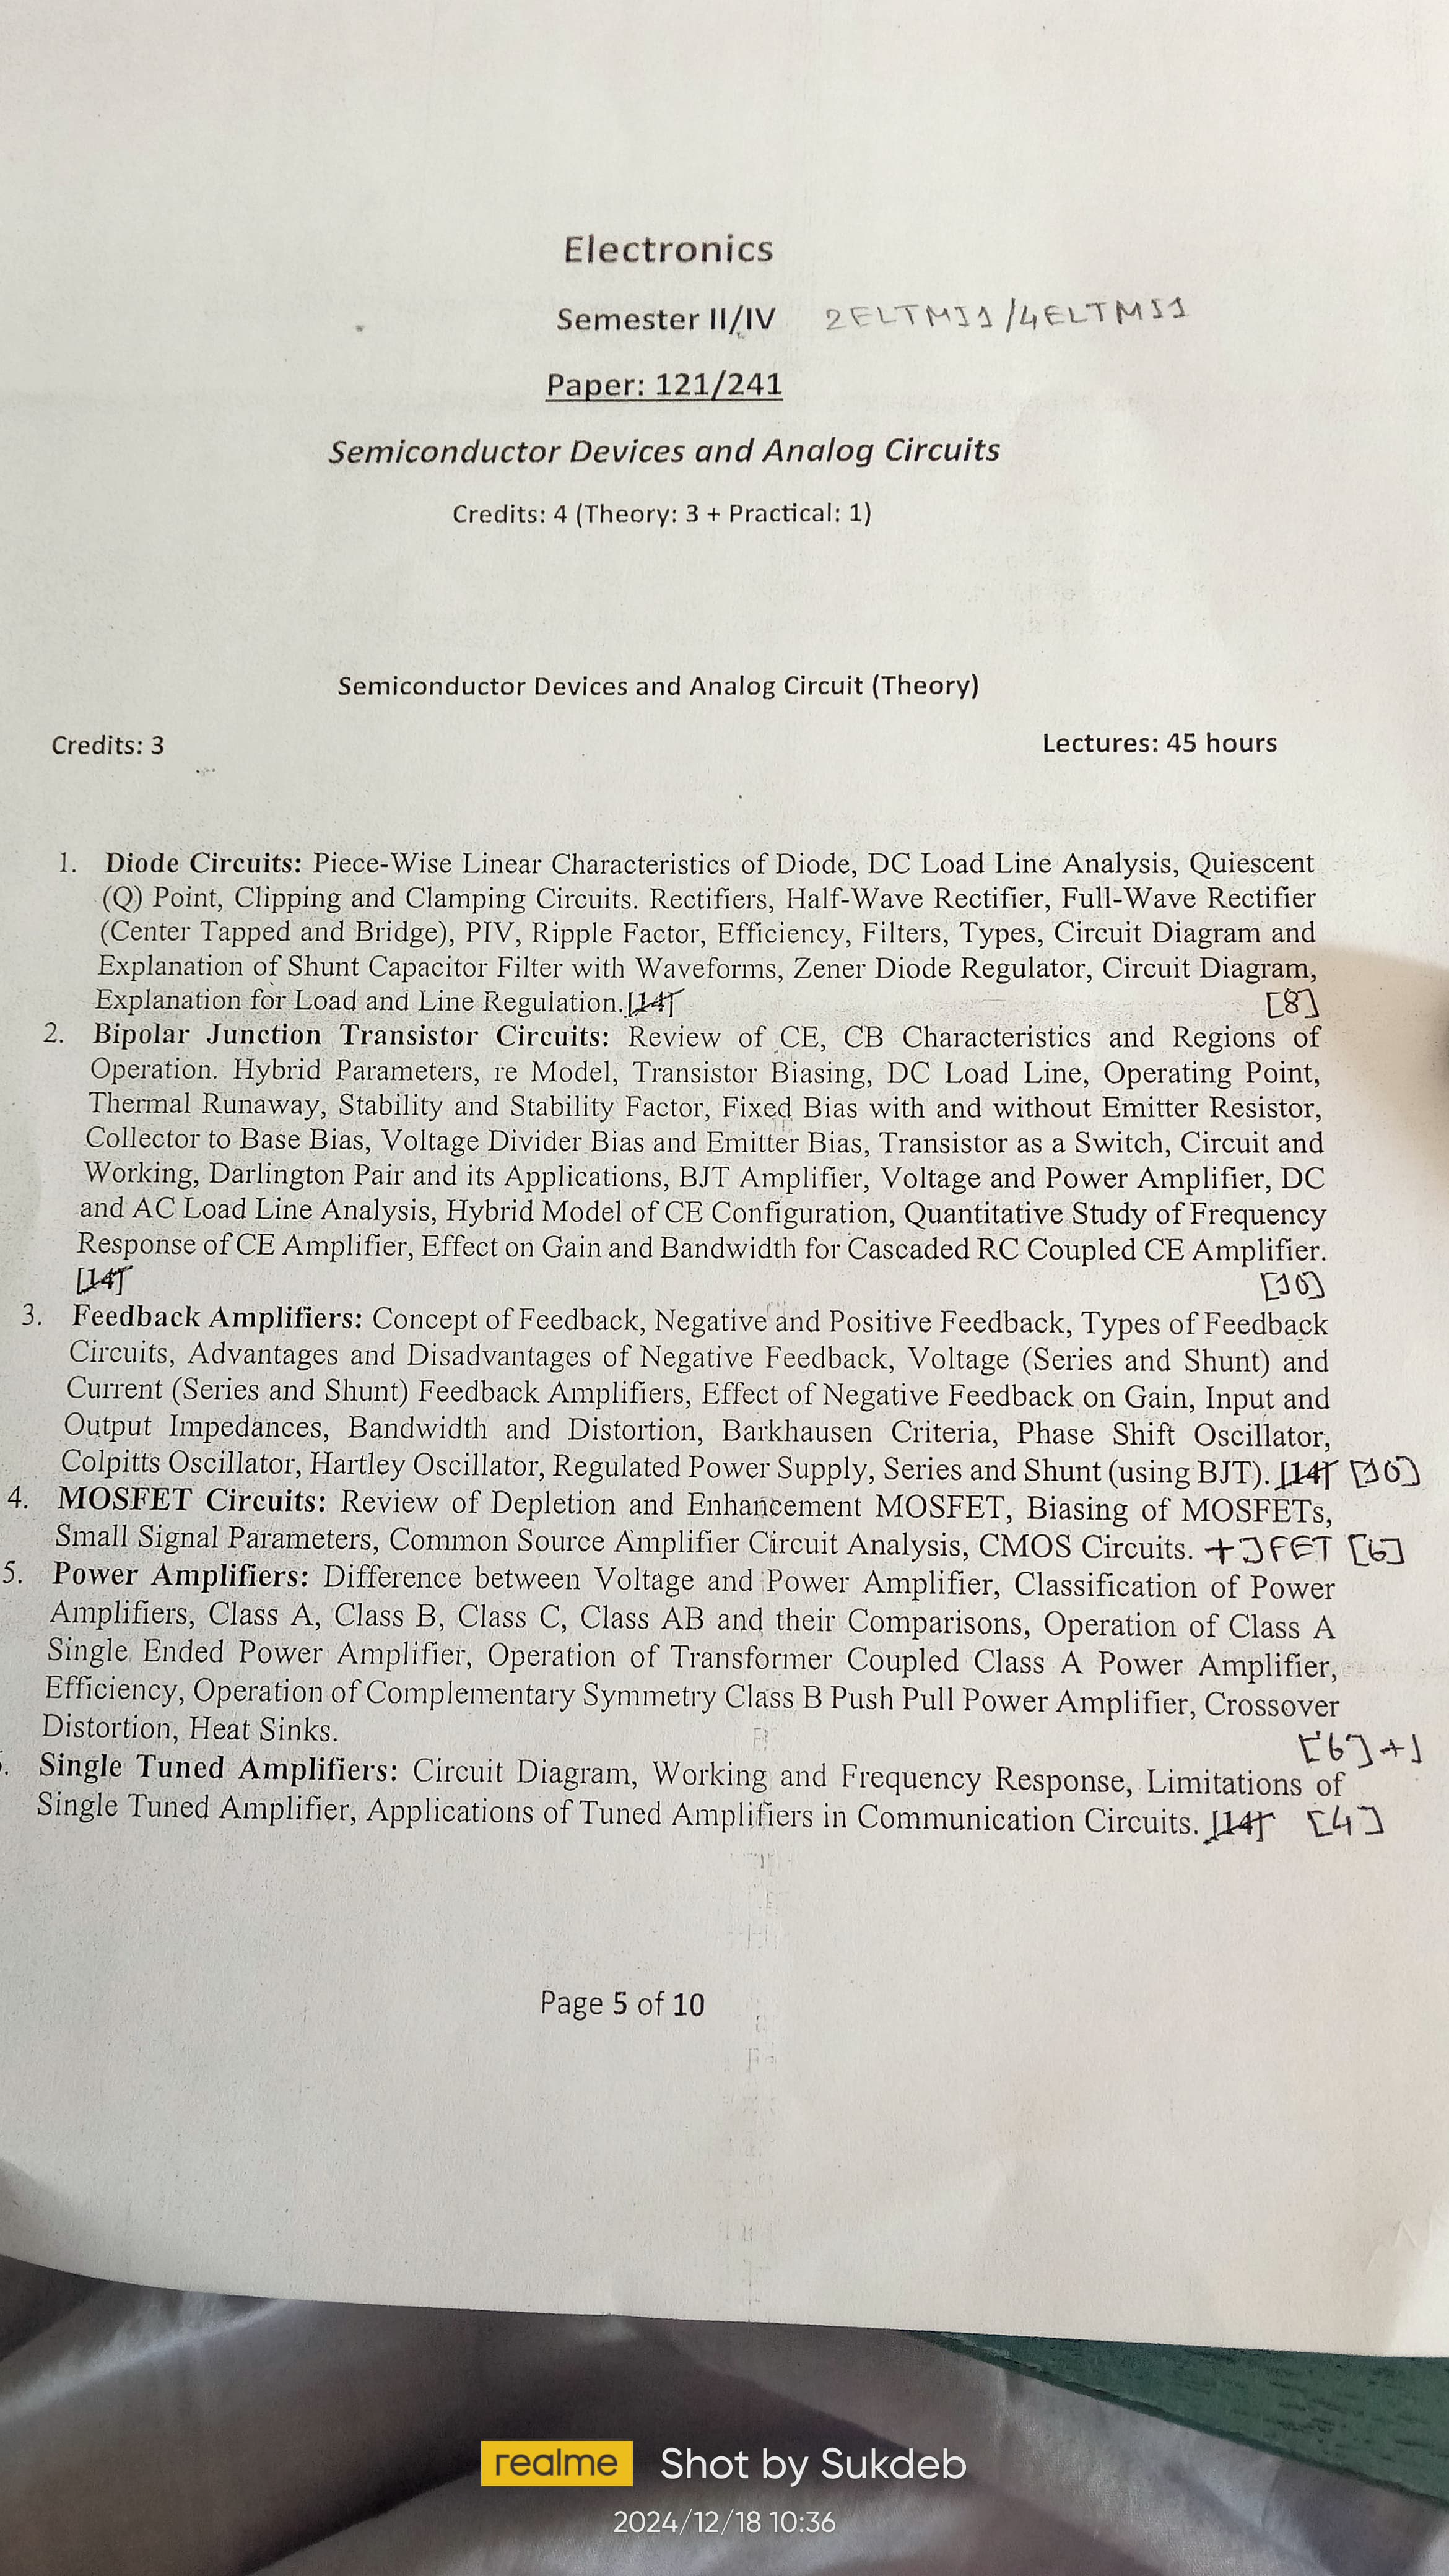 Electronics
Semester II/IV 2ELTMI1/4ELTMI1
Paper: 121/241
Semiconductor Devices and Analog Circuits
Credits: 4 (Theory: 3 + Practical: 1)
Semiconductor Devices and Analog Circuit (Theory)
Credits: 3 Lectures: 45 hours
1. Diode Circuits: Piece-Wise Linear Characteristics of Diode, DC Load Line Analysis, Quiescent
(Q) Point, Clipping and Clamping Circuits. Rectifiers, Half-Wave Rectifier, Full-Wave Rectifier
(Center Tapped and Bridge), PIV, Ripple Factor, Efficiency, Filters, Types, Circuit Diagram and
Explanation of Shunt Capacitor Filter with Waveforms, Zener Diode Regulator, Circuit Diagram,
Explanation for Load and Line Regulation. [14] [8]
2. Bipolar Junction Transistor Circuits: Review of CE, CB Characteristics and Regions of
Operation. Hybrid Parameters, re Model, Transistor Biasing, DC Load Line, Operating Point,
Thermal Runaway, Stability and Stability Factor, Fixed Bias with and without Emitter Resistor,
Collector to Base Bias, Voltage Divider Bias and Emitter Bias, Transistor as a Switch, Circuit and
Working, Darlington Pair and its Applications, BJT Amplifier, Voltage and Power Amplifier, DC
and AC Load Line Analysis, Hybrid Model of CE Configuration, Quantitative Study of Frequency
Response of CE Amplifier, Effect on Gain and Bandwidth for Cascaded RC Coupled CE Amplifier.
[14] [10]
3. Feedback Amplifiers: Concept of Feedback, Negative and Positive Feedback, Types of Feedback
Circuits, Advantages and Disadvantages of Negative Feedback, Voltage (Series and Shunt) and
Current (Series and Shunt) Feedback Amplifiers, Effect of Negative Feedback on Gain, Input and
Output Impedances, Bandwidth and Distortion, Barkhausen Criteria, Phase Shift Oscillator,
Colpitts Oscillator, Hartley Oscillator, Regulated Power Supply, Series and Shunt (using BJT). [14] [10]
4. MOSFET Circuits: Review of Depletion and Enhancement MOSFET, Biasing of MOSFETs,
Small Signal Parameters, Common Source Amplifier Circuit Analysis, CMOS Circuits. + JFET [6]
5. Power Amplifiers: Difference between Voltage and Power Amplifier, Classification of Power
Amplifiers, Class A, Class B, Class C, Class AB and their Comparisons, Operation of Class A
Single Ended Power Amplifier, Operation of Transformer Coupled Class A Power Amplifier,
Efficiency, Operation of Complementary Symmetry Class B Push Pull Power Amplifier, Crossover
Distortion, Heat Sinks. [6]+1
. Single Tuned Amplifiers: Circuit Diagram, Working and Frequency Response, Limitations of
Single Tuned Amplifier, Applications of Tuned Amplifiers in Communication Circuits. [14] [4]
Page 5 of 10
realme Shot by Sukdeb
2024/12/18 10:36